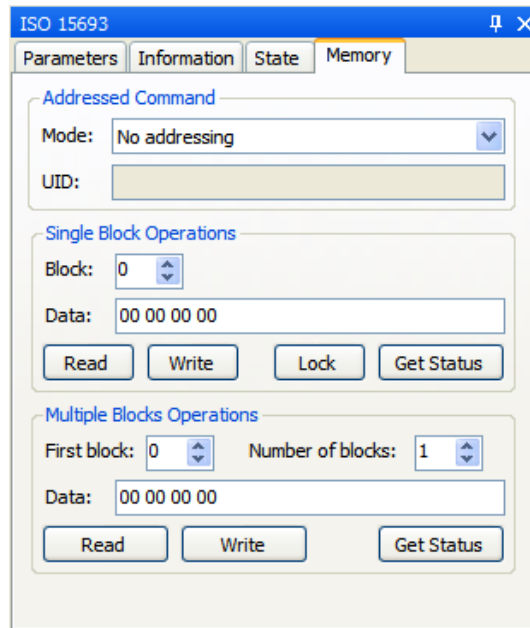 ISO 15693
Parameters Information State Memory
Addressed Command
Mode: No addressing
UID:
Single Block Operations
Block: 0
Data: 00 00 00 00
Read Write Lock Get Status
Multiple Blocks Operations
First block: 0 Number of blocks: 1
Data: 00 00 00 00
Read Write Get Status